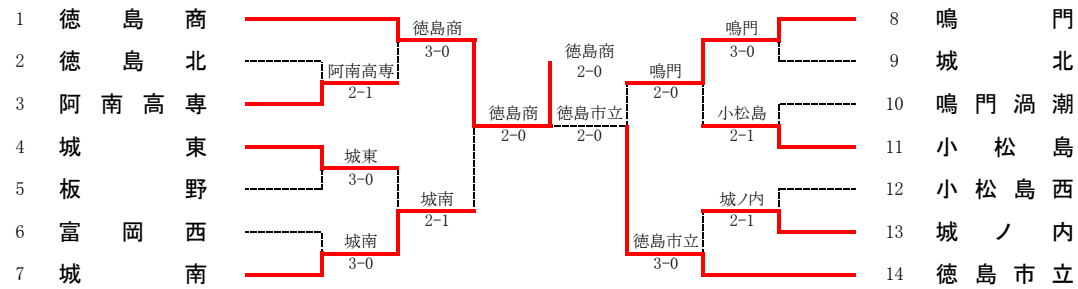 1 徳島商
2 徳島北
3 阿南高専
4 城東
5 板野
6 富岡西
7 城南
阿南高専
2-1
城東
3-0
城南
3-0
徳島商
3-0
城南
2-1
徳島商
2-0
徳島商
2-0
徳島市立
2-0
鳴門
2-0
徳島市立
3-0
鳴門
3-0
小松島
2-1
城ノ内
2-1
8 鳴門
9 城北
10 鳴門渦潮
11 小松島
12 小松島西
13 城ノ内
14 徳島市立